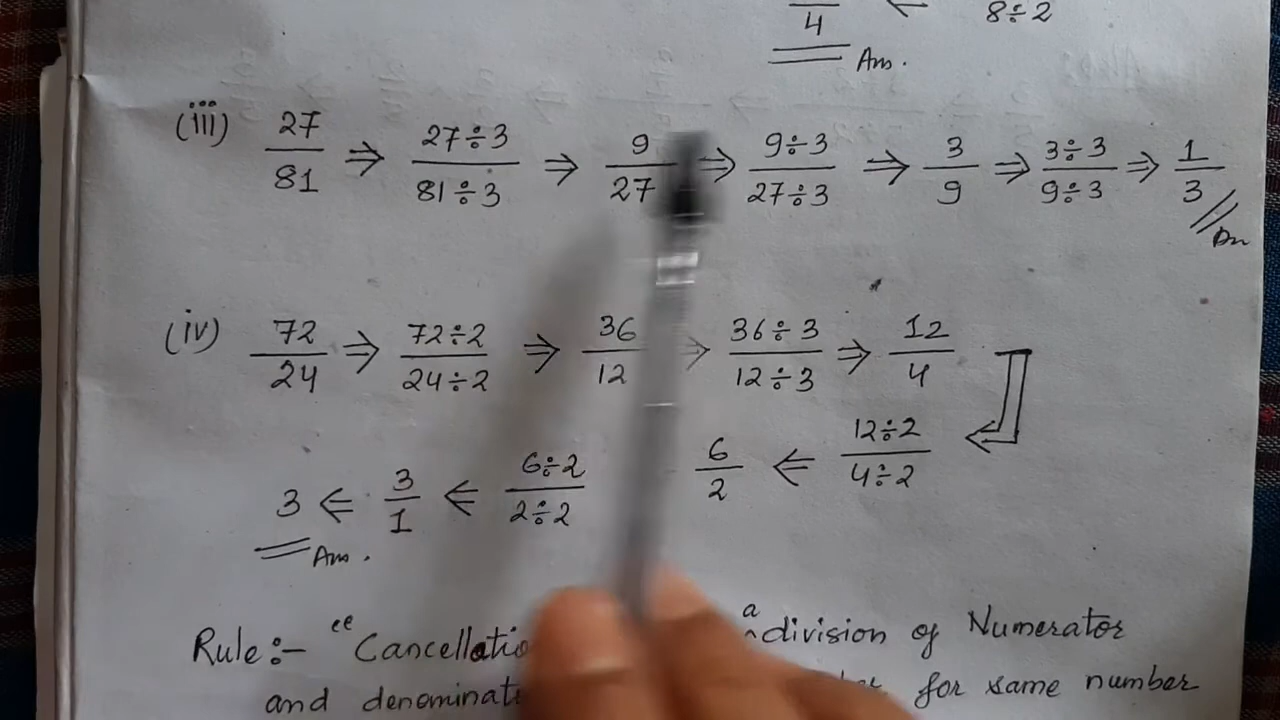 /4 ⇐ 8÷2
Ans.
(iii) 27/81 ⇒ 27÷3/81÷3 ⇒ 9/27 ⇒ 9÷3/27÷3 ⇒ 3/9 ⇒ 3÷3/9÷3 ⇒ 1/3
(iv) 72/24 ⇒ 72÷2/24÷2 ⇒ 36/12 ⇒ 36÷3/12÷3 ⇒ 12/4
3 ⇐ 3/1 ⇐ 6÷2/2÷2 6/2 ⇐ 12÷2/4÷2
Ans.
Rule:- " a division of Numerator
and for same number